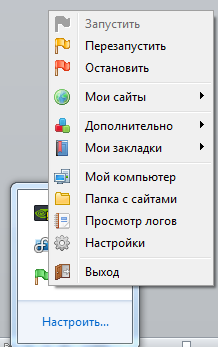 Запустить
Перезапустить
Остановить
Мои сайты
Дополнительно
Мои закладки
Мой компьютер
Папка с сайтами
Просмотр логов
Настройки
Выход
Настроить...